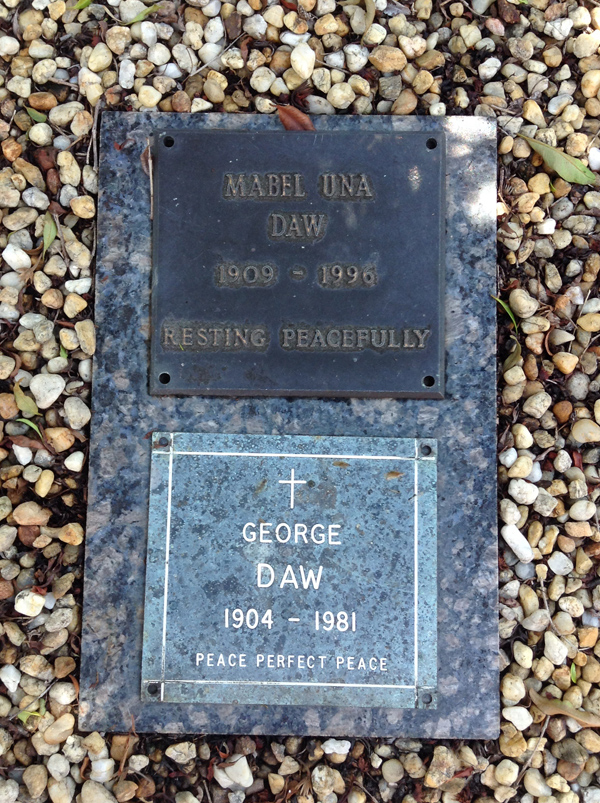 MABEL UNA
DAW
1909 - 1996
RESTING PEACEFULLY
GEORGE
DAW
1904 - 1981
PEACE PERFECT PEACE